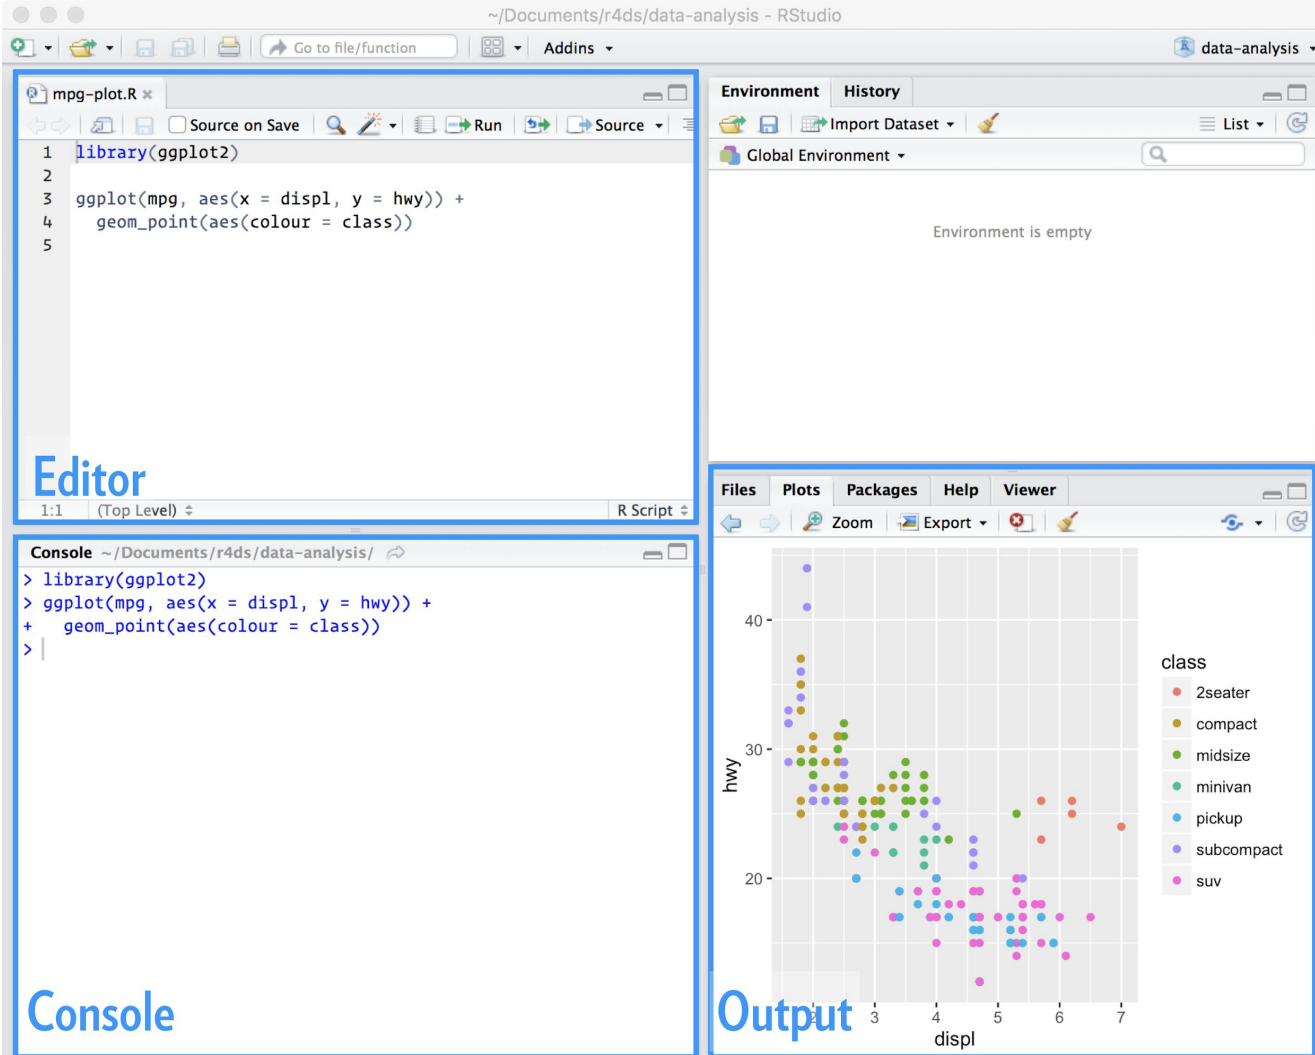 ~/Documents/r4ds/data-analysis - RStudio
Go to file/function
Addins
data-analysis
mpg-plot.R
Source on Save
Run
Source
1 library(ggplot2)
2
3 ggplot(mpg, aes(x = displ, y = hwy)) +
4   geom_point(aes(colour = class))
5
Editor
1:1 (Top Level) R Script
Console ~/Documents/r4ds/data-analysis/
> library(ggplot2)
> ggplot(mpg, aes(x = displ, y = hwy)) +
+   geom_point(aes(colour = class))
>
Console
Environment History
Import Dataset List
Global Environment
Environment is empty
Files Plots Packages Help Viewer
Zoom Export
40
30
20
hwy
class
2seater
compact
midsize
minivan
pickup
subcompact
suv
2 3 4 5 6 7
displ
Output